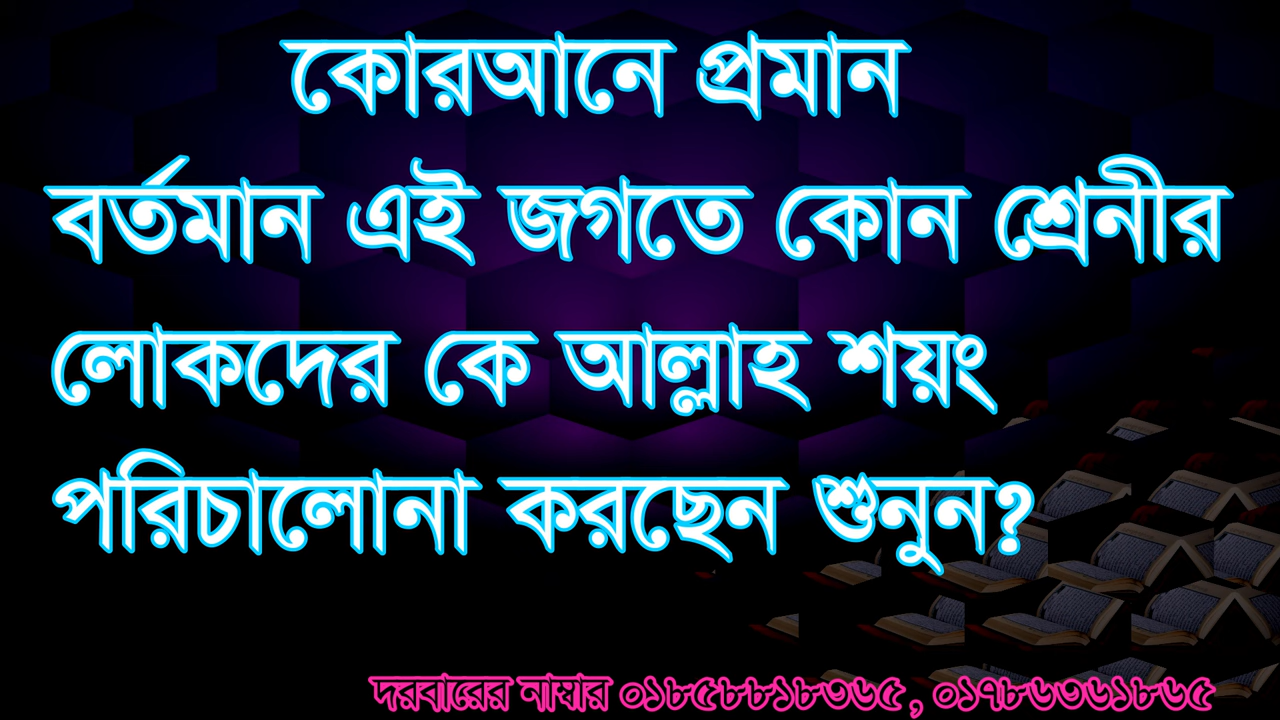 কোরআনে প্রমান
বর্তমান এই জগতে কোন শ্রেনীর
লোকদের কে আল্লাহ শয়ং
পরিচালোনা করছেন শুনুন?
দরবারের নাম্বার ০১৮৫৮৮১৮৩৬৫, ০১৭৮৬৩৬১৮৬৫